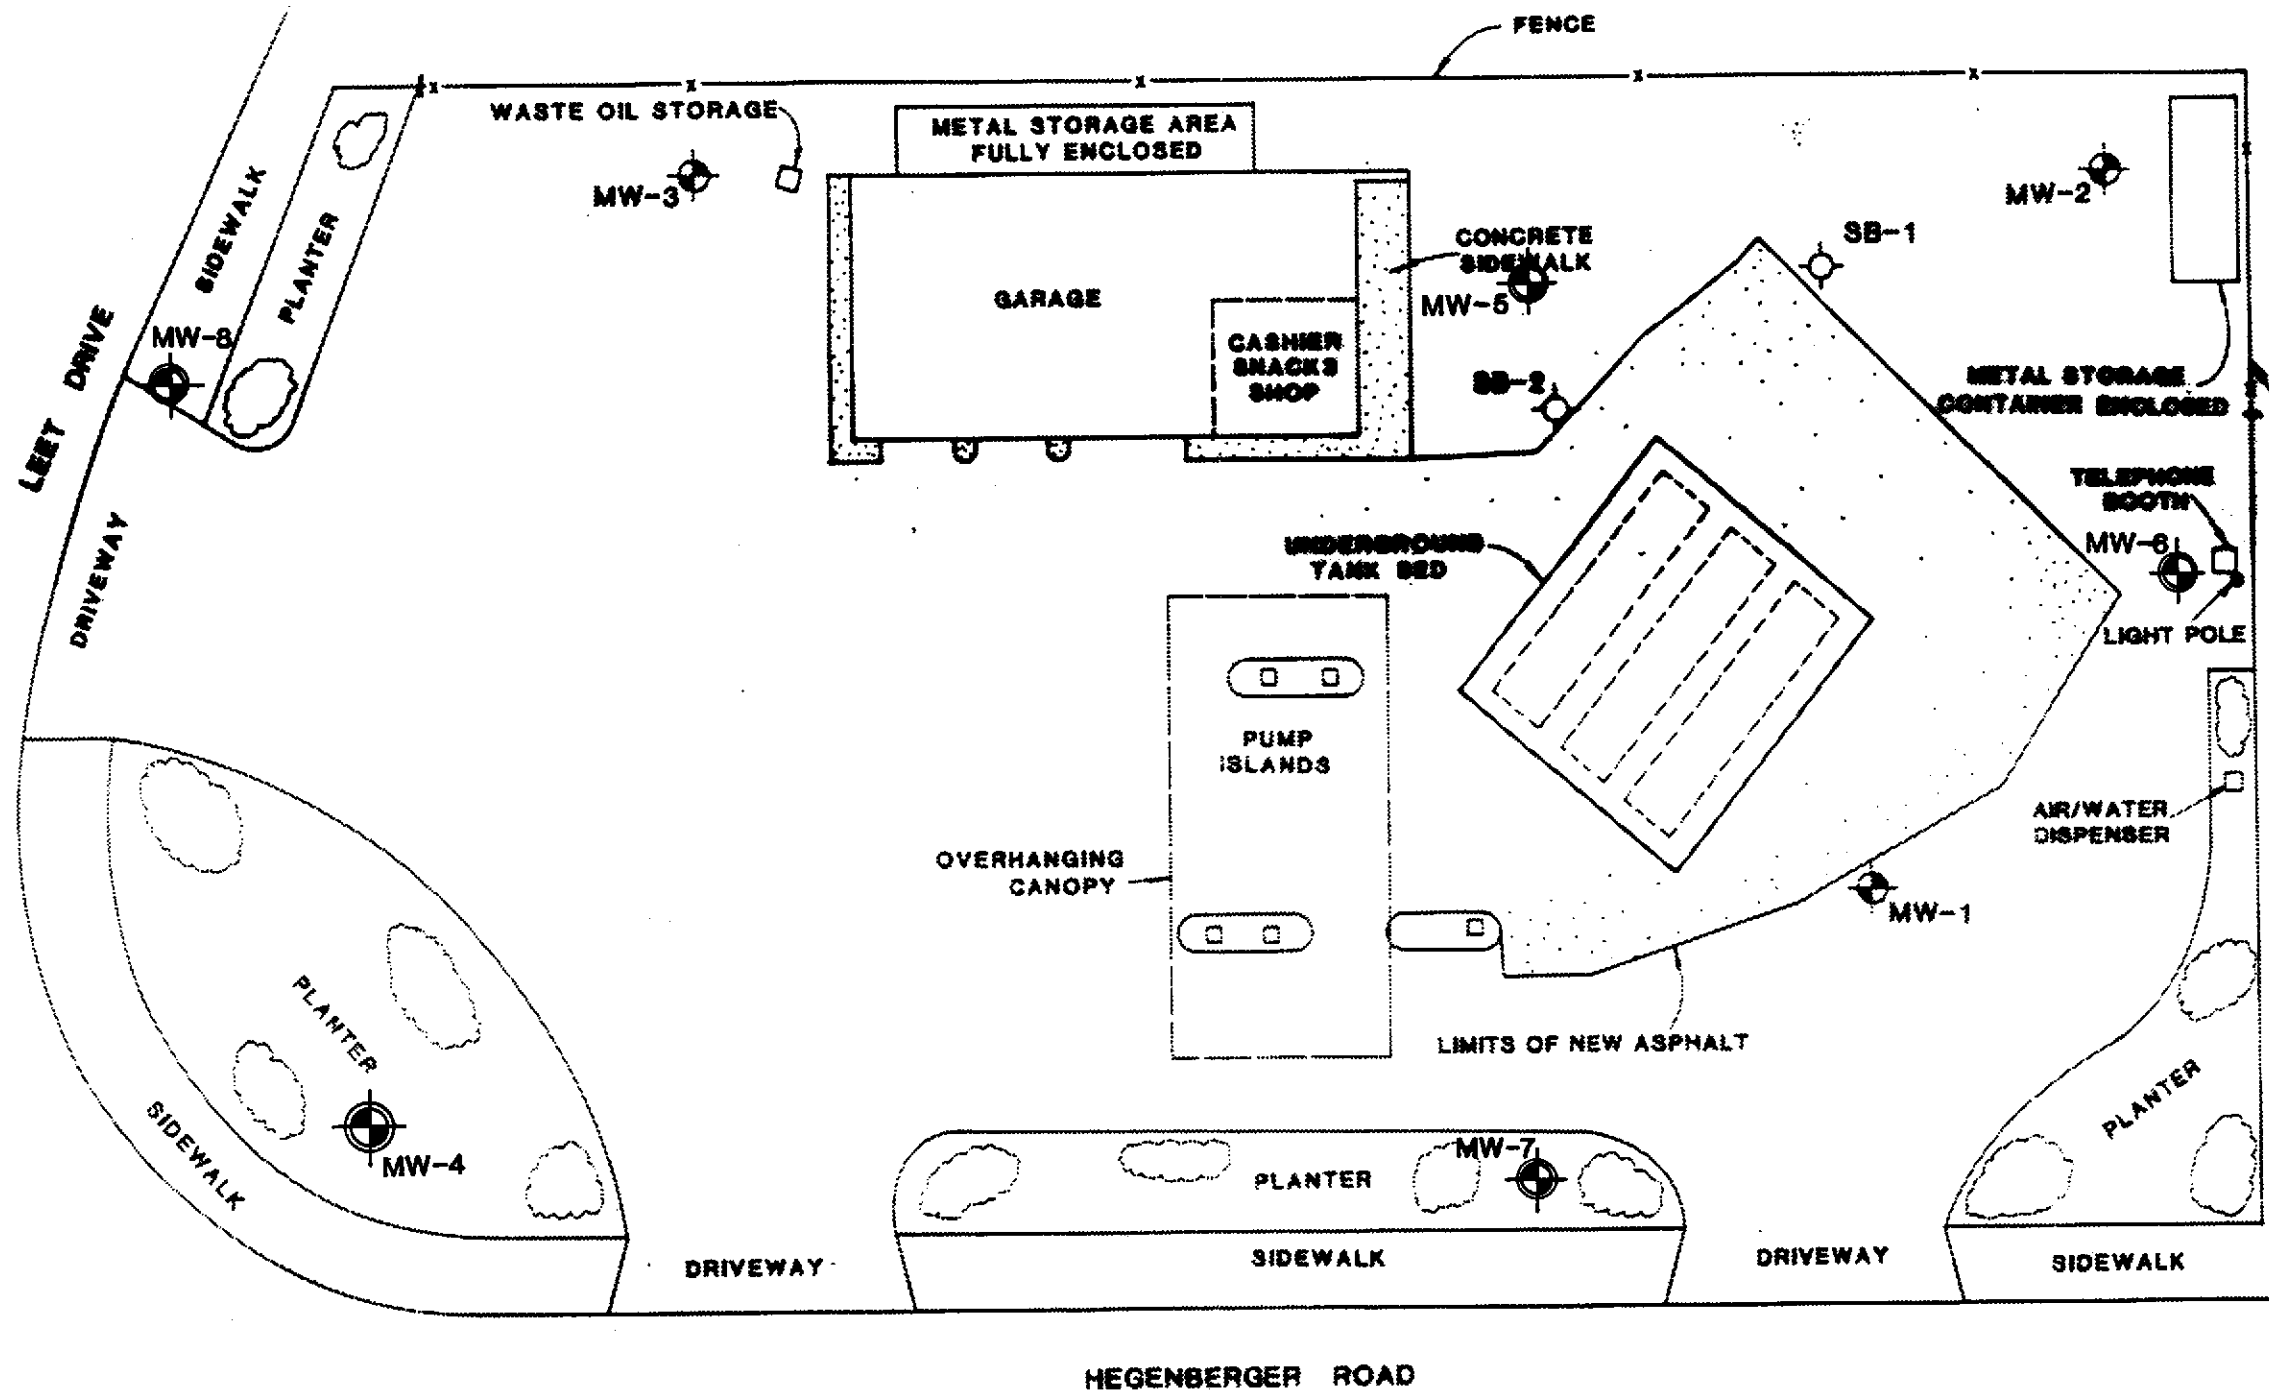 FENCE
WASTE OIL STORAGE
METAL STORAGE AREA
FULLY ENCLOSED
MW-3
MW-2
SIDEWALK
PLANTER
SB-1
CONCRETE
SIDEWALK
GARAGE
MW-5
LEET DRIVE
MW-8
CASHIER
SNACKS
SHOP
SB-2
METAL STORAGE
CONTAINER ENCLOSED
TELEPHONE
BOOTH
DRIVEWAY
UNDERGROUND
TANK BED
MW-6
LIGHT POLE
PUMP
ISLANDS
AIR/WATER
DISPENSER
OVERHANGING
CANOPY
MW-1
PLANTER
LIMITS OF NEW ASPHALT
PLANTER
SIDEWALK
MW-4
MW-7
PLANTER
DRIVEWAY
SIDEWALK
DRIVEWAY
SIDEWALK
HEGENBERGER ROAD